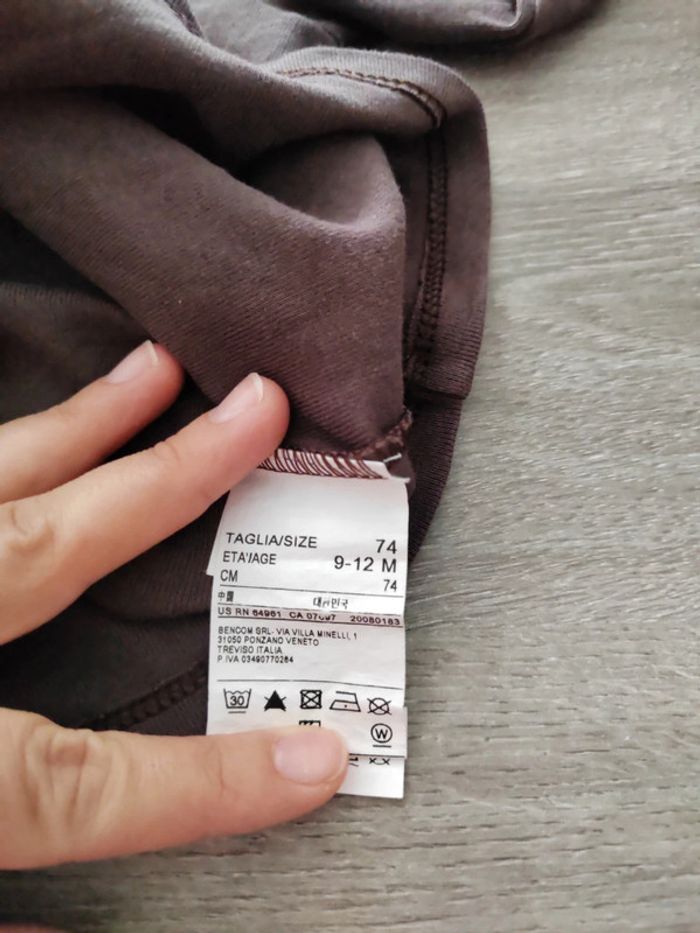 TAGLIA/SIZE 74
ETA'/AGE 9-12 M
CM 74
中國 대한민국
US RN 54961 CA 07097 20080183
BENCOM SRL- VIA VILLA MINELLI, 1
31050 PONZANO VENETO
TREVISO ITALIA
P IVA 03490770264
30
W